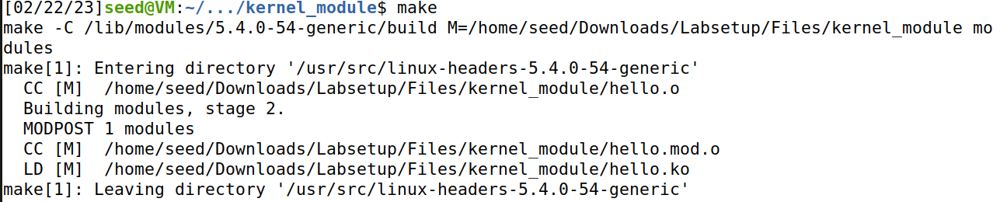 [02/22/23]seed@VM:~/.../kernel_module$ make
make -C /lib/modules/5.4.0-54-generic/build M=/home/seed/Downloads/Labsetup/Files/kernel_module mo
dules
make[1]: Entering directory '/usr/src/linux-headers-5.4.0-54-generic'
  CC [M]  /home/seed/Downloads/Labsetup/Files/kernel_module/hello.o
  Building modules, stage 2.
  MODPOST 1 modules
  CC [M]  /home/seed/Downloads/Labsetup/Files/kernel_module/hello.mod.o
  LD [M]  /home/seed/Downloads/Labsetup/Files/kernel_module/hello.ko
make[1]: Leaving directory '/usr/src/linux-headers-5.4.0-54-generic'